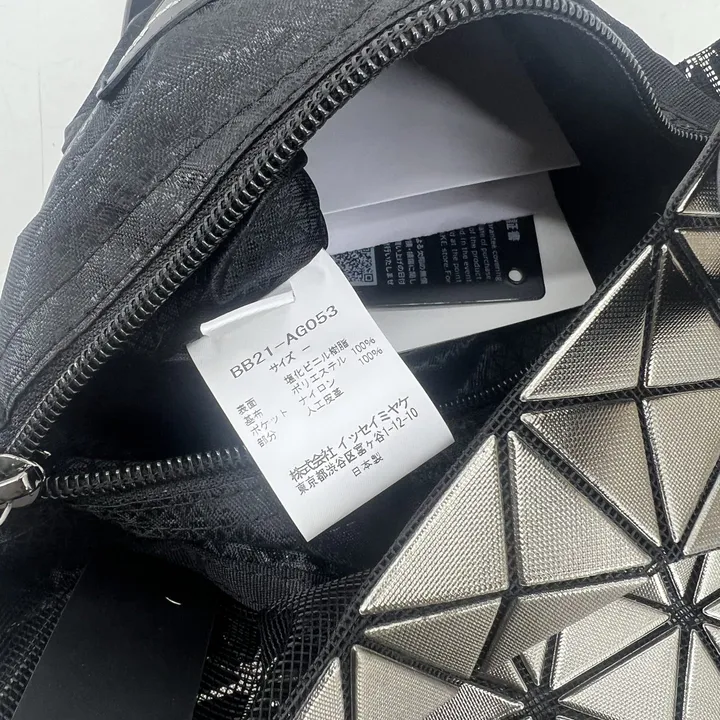 BB21-AG053
サイズ ー
表面 塩化ビニル樹脂 100%
基布 ポリエステル 100%
ポケット ナイロン
部分 人工皮革
株式会社 イッセイミヤケ
東京都渋谷区富ケ谷1-12-10
日本製